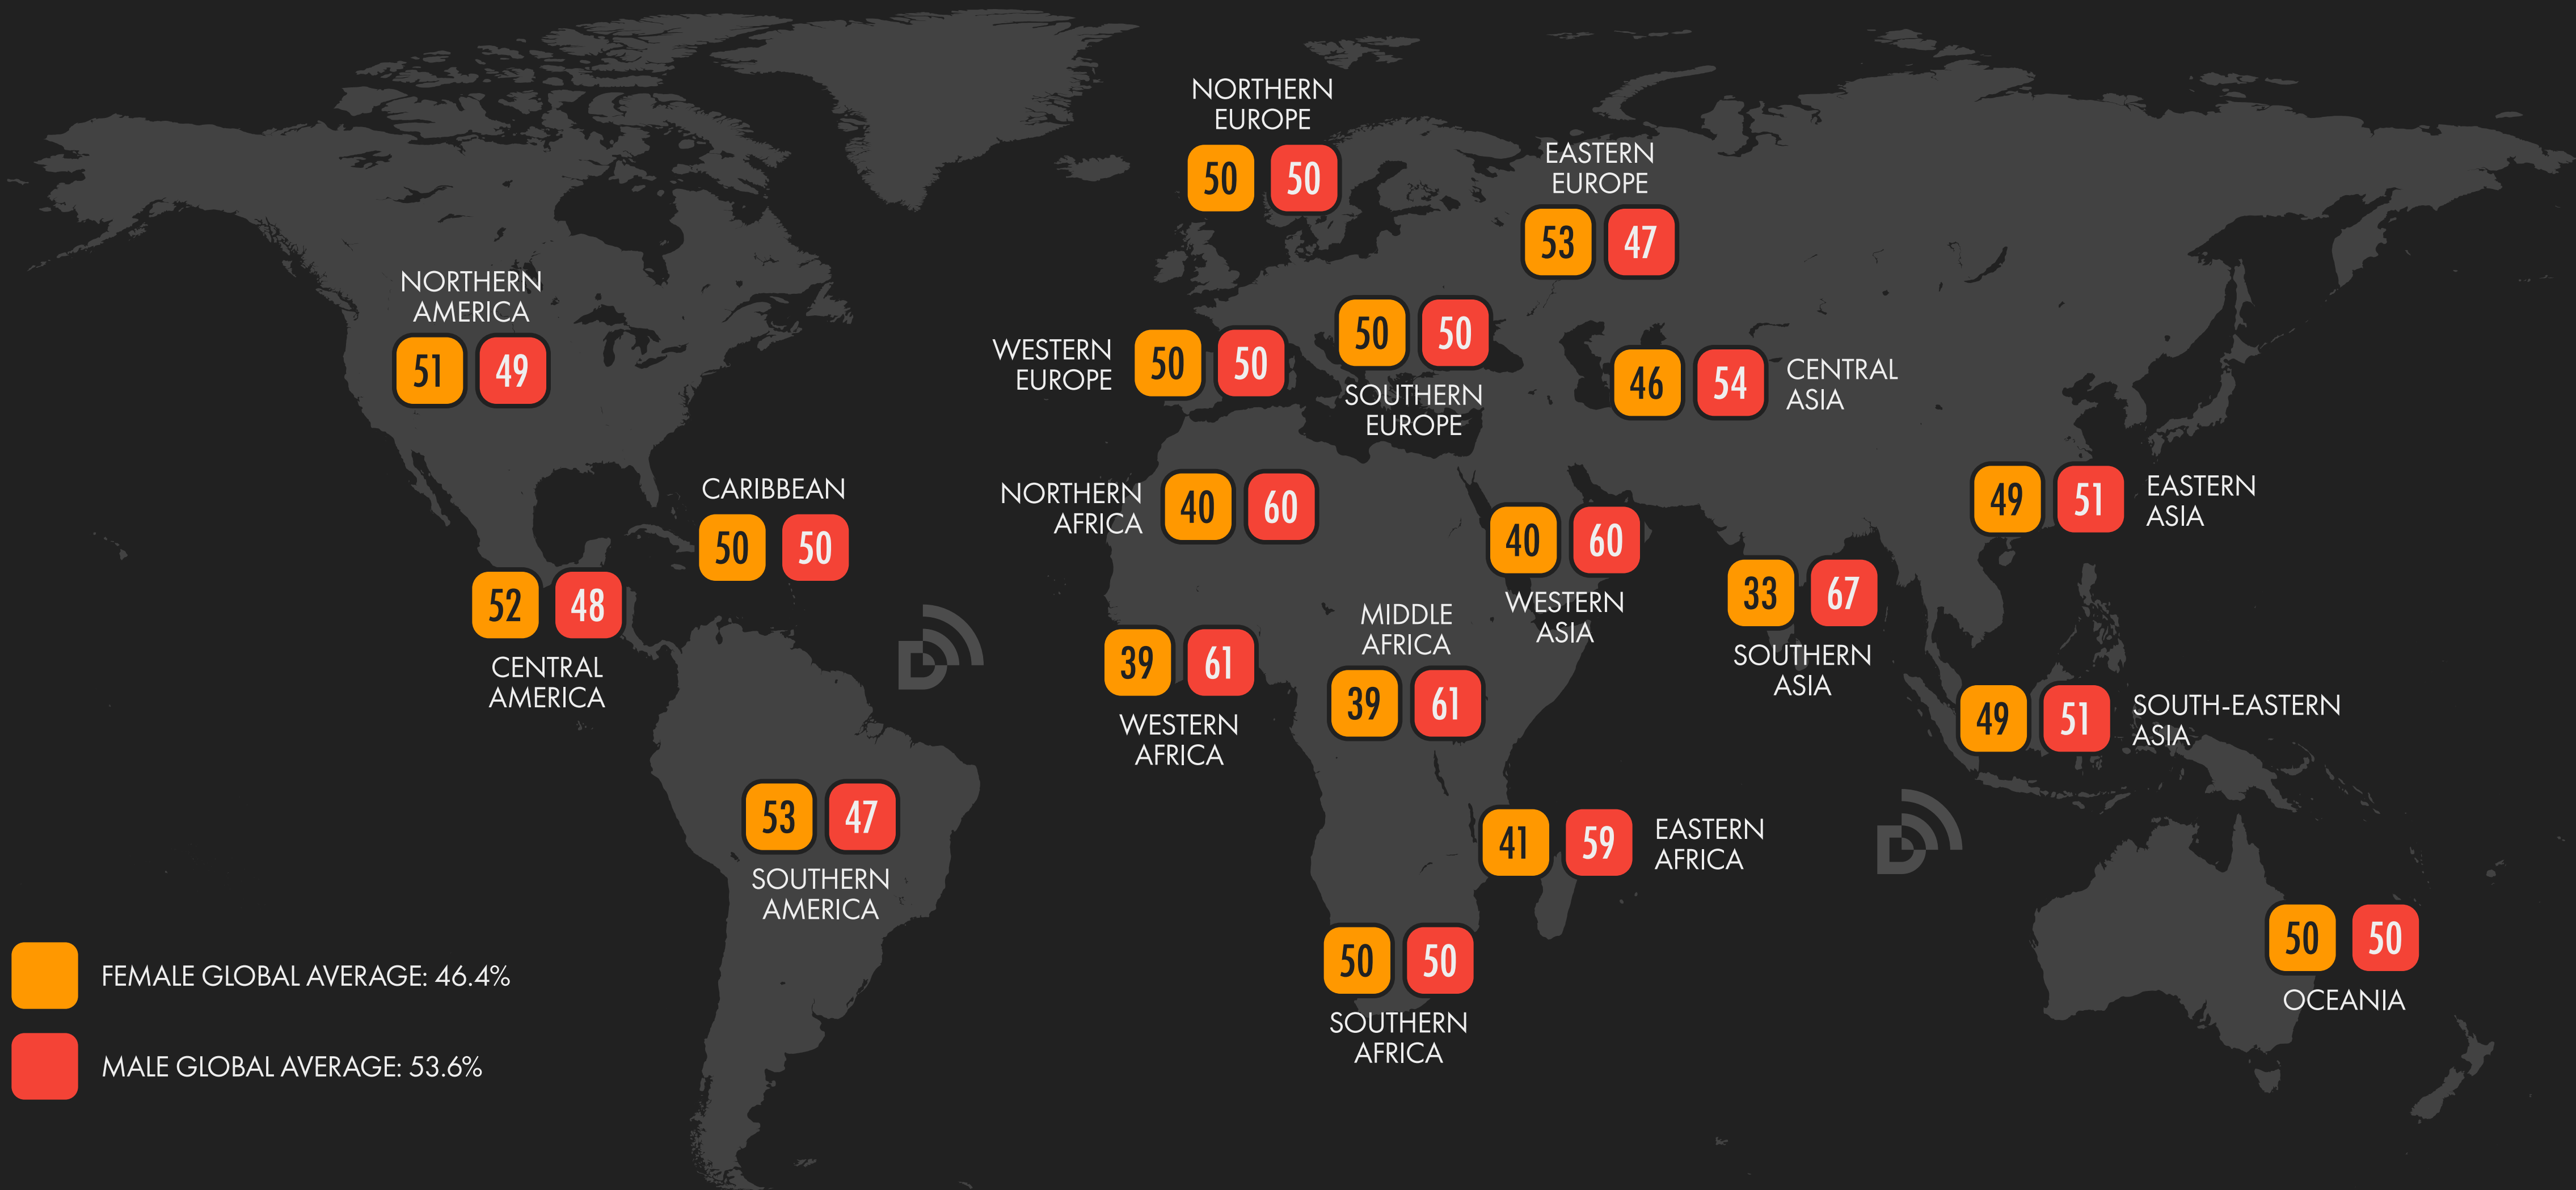 NORTHERN
EUROPE
50 50
EASTERN
EUROPE
53 47
NORTHERN
AMERICA
51 49
WESTERN
EUROPE
50 50
50 50
SOUTHERN
EUROPE
46 54
CENTRAL
ASIA
CARIBBEAN
50 50
NORTHERN
AFRICA
40 60
40 60
WESTERN
ASIA
49 51
EASTERN
ASIA
52 48
CENTRAL
AMERICA
33 67
SOUTHERN
ASIA
39 61
WESTERN
AFRICA
MIDDLE
AFRICA
39 61
49 51
SOUTH-EASTERN
ASIA
53 47
SOUTHERN
AMERICA
41 59
EASTERN
AFRICA
50 50
SOUTHERN
AFRICA
50 50
OCEANIA
FEMALE GLOBAL AVERAGE: 46.4%
MALE GLOBAL AVERAGE: 53.6%